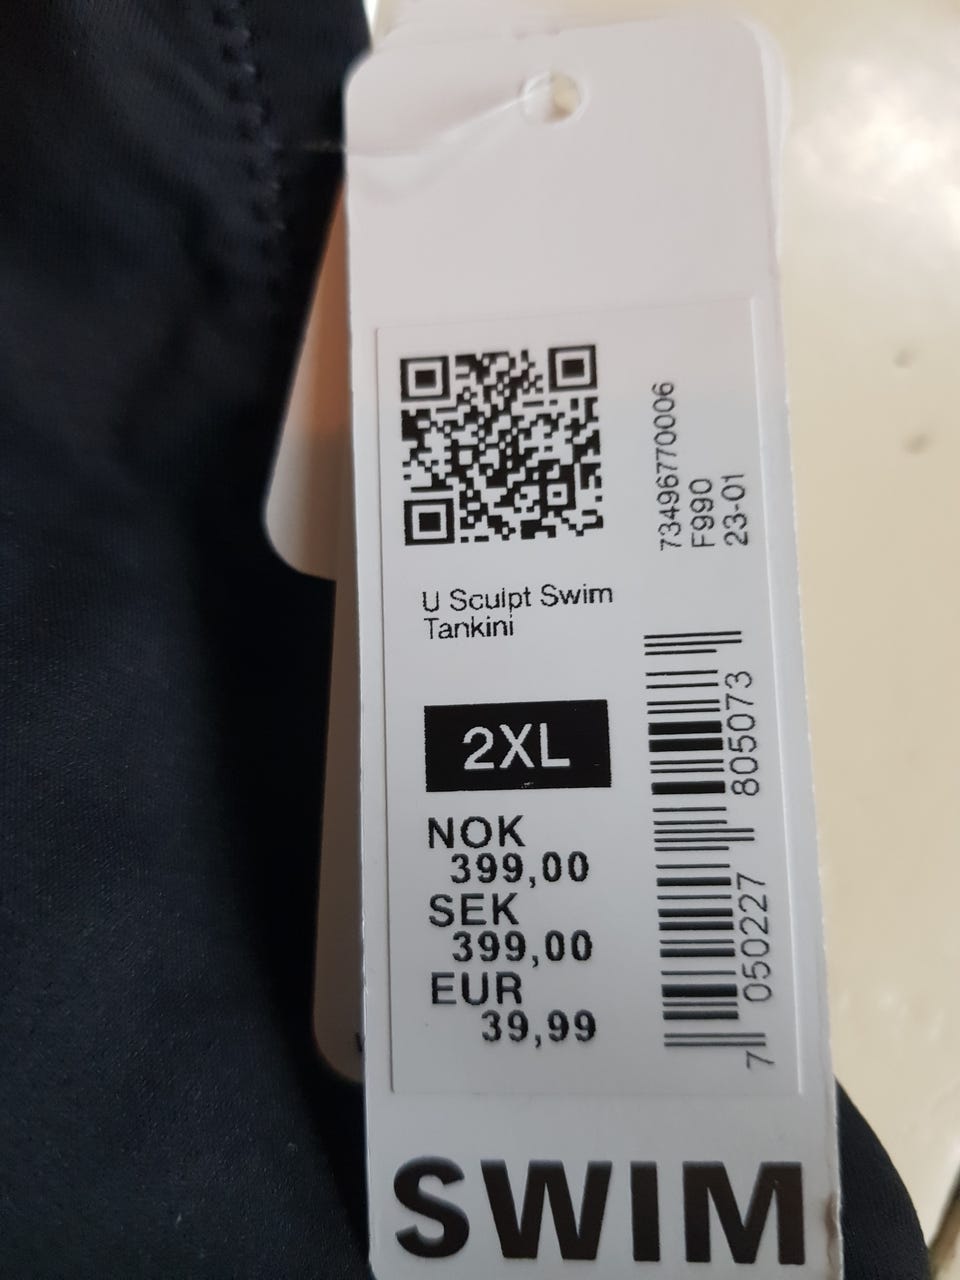 73496770006
F990
23-01
U Sculpt Swim
Tankini
2XL
NOK
399,00
SEK
399,00
EUR
39,99
7 050227 805073
SWIM